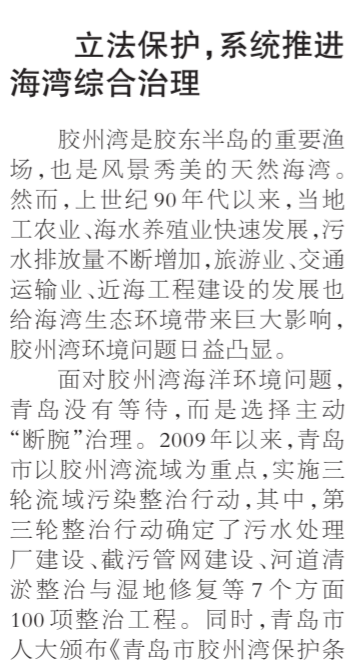 立法保护,系统推进
海湾综合治理
胶州湾是胶东半岛的重要渔
场,也是风景秀美的天然海湾。
然而,上世纪90年代以来,当地
工农业、海水养殖业快速发展,污
水排放量不断增加,旅游业、交通
运输业、近海工程建设的发展也
给海湾生态环境带来巨大影响,
胶州湾环境问题日益凸显。
面对胶州湾海洋环境问题,
青岛没有等待,而是选择主动
“断腕”治理。2009年以来,青岛
市以胶州湾流域为重点,实施三
轮流域污染整治行动,其中,第
三轮整治行动确定了污水处理
厂建设、截污管网建设、河道清
淤整治与湿地修复等7个方面
100项整治工程。同时,青岛市
人大颁布《青岛市胶州湾保护条